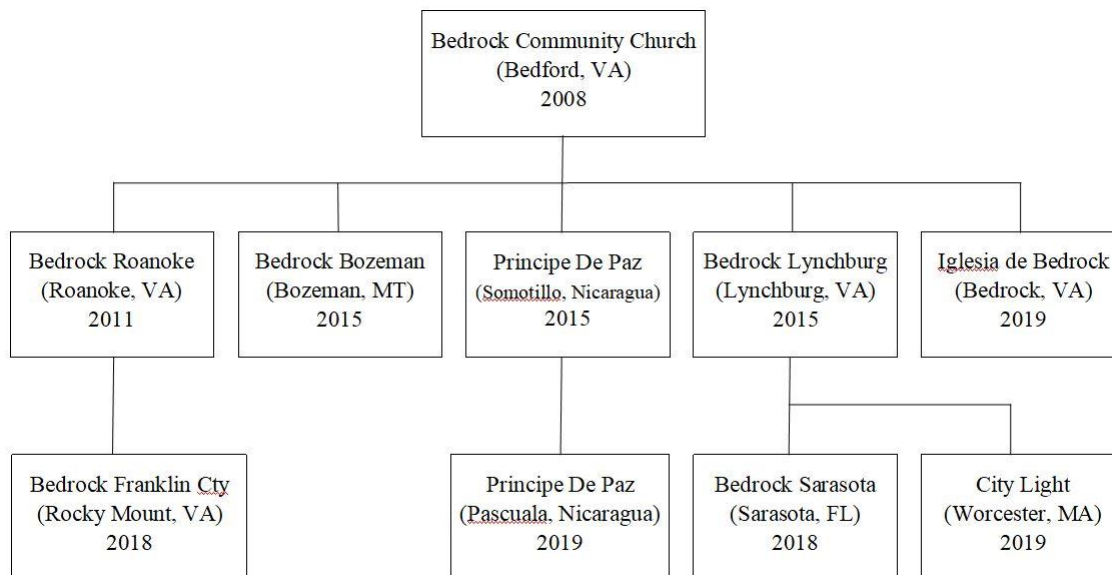 Bedrock Community Church
(Bedford, VA)
2008
Bedrock Roanoke
(Roanoke, VA)
2011
Bedrock Bozeman
(Bozeman, MT)
2015
Principe De Paz
(Somotillo, Nicaragua)
2015
Bedrock Lynchburg
(Lynchburg, VA)
2015
Iglesia de Bedrock
(Bedrock, VA)
2019
Bedrock Franklin Cty
(Rocky Mount, VA)
2018
Principe De Paz
(Pascuala, Nicaragua)
2019
Bedrock Sarasota
(Sarasota, FL)
2018
City Light
(Worcester, MA)
2019